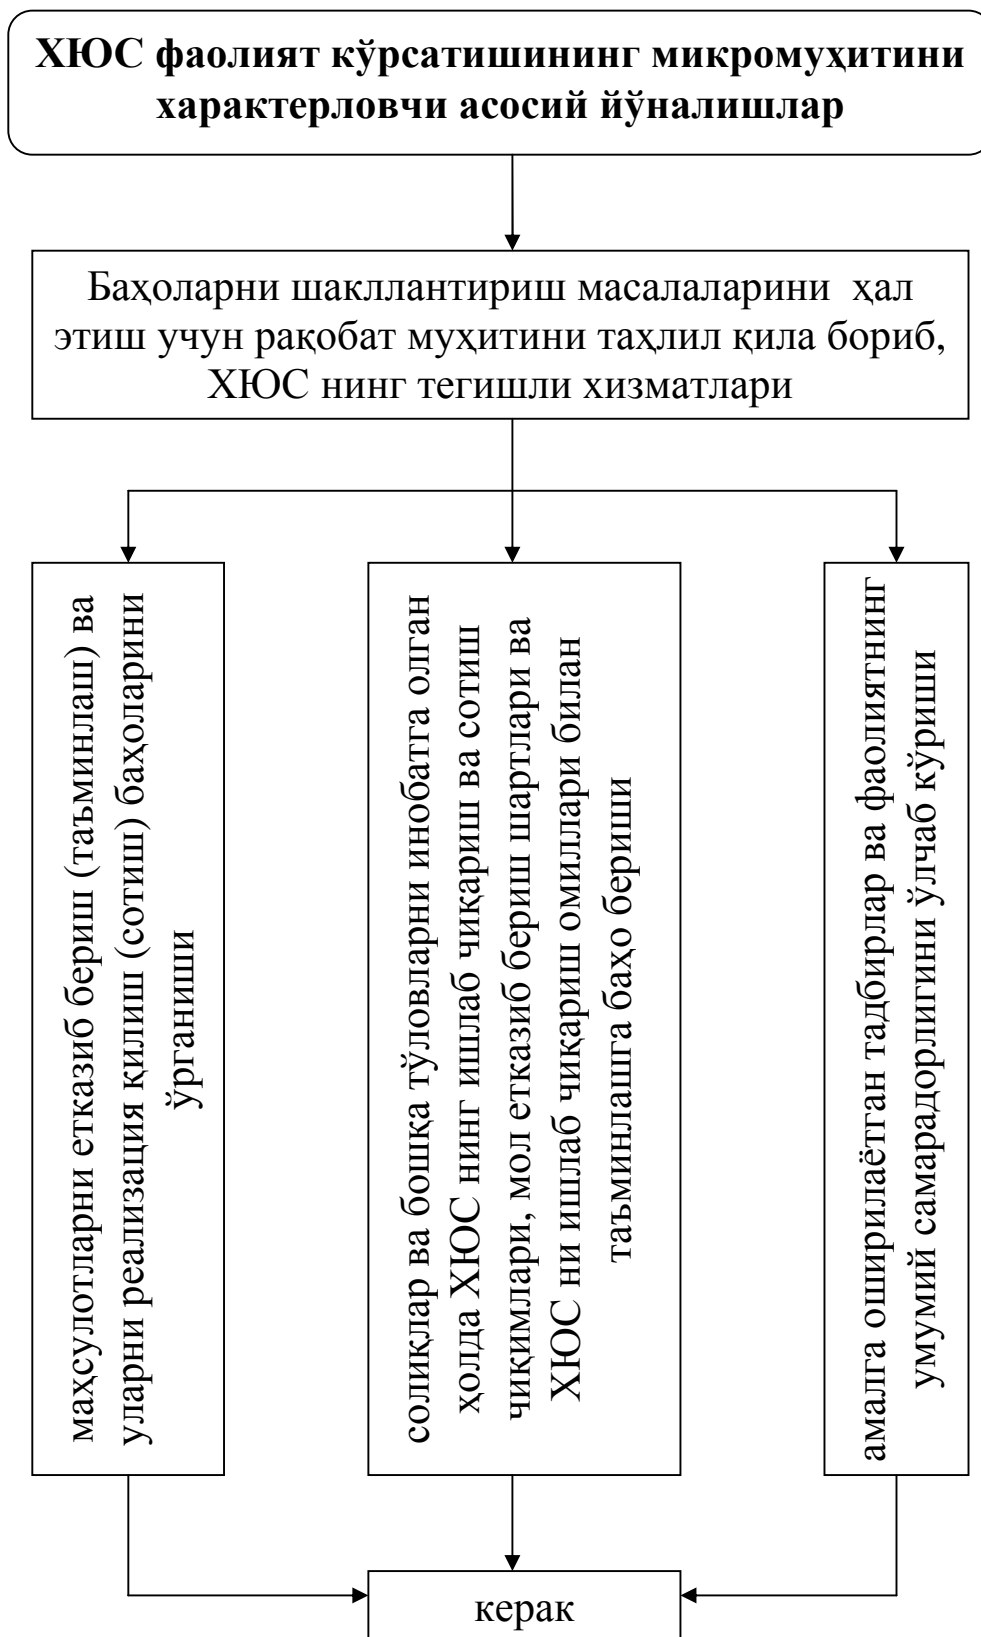 ХЮС фаолият кўрсатишининг микромуҳитини
характерловчи асосий йўналишлар
Баҳоларни шакллантириш масалаларини ҳал
этиш учун рақобат муҳитини таҳлил қила бориб,
ХЮС нинг тегишли хизматлари
маҳсулотларни етказиб бериш (таъминлаш) ва
уларни реализация қилиш (сотиш) баҳоларини
ўрганиши
солиқлар ва бошқа тўловларни инобатга олган
ҳолда ХЮС нинг ишлаб чиқариш ва сотиш
чиқимлари, мол етказиб бериш шартлари ва
ХЮС ни ишлаб чиқариш омиллари билан
таъминлашга баҳо бериши
амалга оширилаётган тадбирлар ва фаолиятнинг
умумий самарадорлигини ўлчаб кўриши
керак